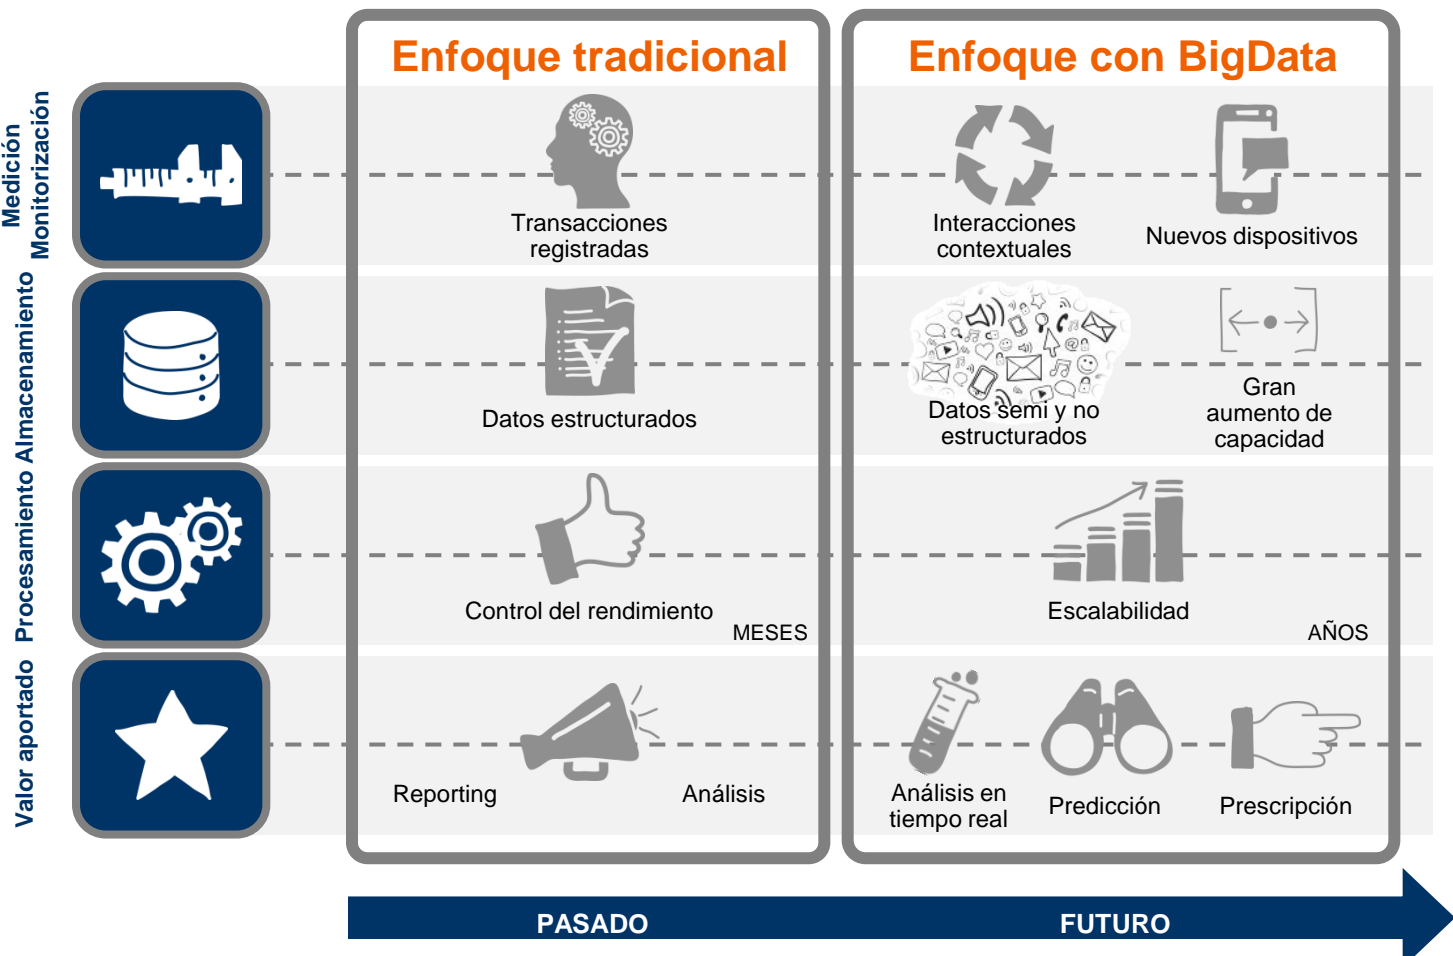 Enfoque tradicional
Enfoque con BigData
Medición
Monitorización
Transacciones
registradas
Interacciones
contextuales
Nuevos dispositivos
Almacenamiento
Datos estructurados
Datos semi y no
estructurados
Gran
aumento de
capacidad
Procesamiento
Control del rendimiento
MESES
Escalabilidad
AÑOS
Valor aportado
Reporting
Análisis
Análisis en
tiempo real
Predicción
Prescripción
PASADO
FUTURO